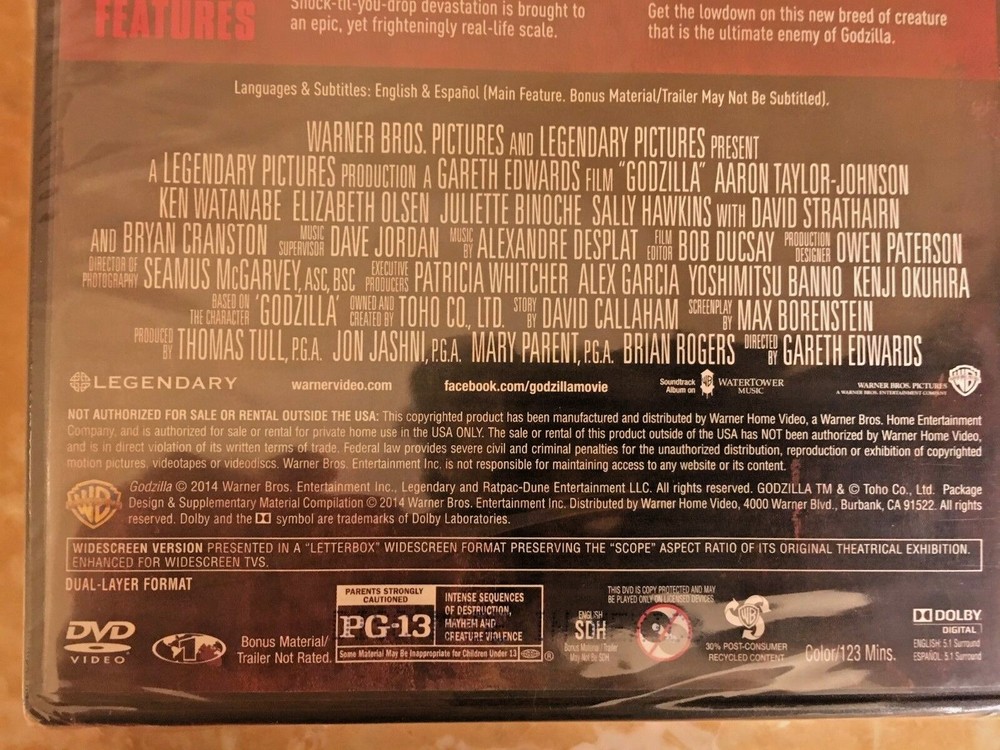 FEATURES
Shock-til-you-drop devastation is brought to
an epic, yet frighteningly real-life scale.
Get the lowdown on this new breed of creature
that is the ultimate enemy of Godzilla.
Languages & Subtitles: English & Español (Main Feature. Bonus Material/Trailer May Not Be Subtitled).
WARNER BROS. PICTURES AND LEGENDARY PICTURES PRESENT
A LEGENDARY PICTURES PRODUCTION A GARETH EDWARDS FILM "GODZILLA" AARON TAYLOR-JOHNSON
KEN WATANABE ELIZABETH OLSEN JULIETTE BINOCHE SALLY HAWKINS WITH DAVID STRATHAIRN
AND BRYAN CRANSTON MUSIC SUPERVISOR DAVE JORDAN MUSIC BY ALEXANDRE DESPLAT FILM EDITOR BOB DUCSAY PRODUCTION DESIGNER OWEN PATERSON
DIRECTOR OF PHOTOGRAPHY SEAMUS McGARVEY, ASC, BSC EXECUTIVE PRODUCERS PATRICIA WHITCHER ALEX GARCIA YOSHIMITSU BANNO KENJI OKUHIRA
BASED ON THE CHARACTER 'GODZILLA' OWNED AND CREATED BY TOHO CO., LTD. STORY BY DAVID CALLAHAM SCREENPLAY BY MAX BORENSTEIN
PRODUCED BY THOMAS TULL, P.G.A. JON JASHNI, P.G.A. MARY PARENT, P.G.A. BRIAN ROGERS DIRECTED BY GARETH EDWARDS
LEGENDARY warnervideo.com facebook.com/godzillamovie Soundtrack Album on WATERTOWER MUSIC WARNER BROS. PICTURES
A WARNER BROS. ENTERTAINMENT COMPANY
NOT AUTHORIZED FOR SALE OR RENTAL OUTSIDE THE USA: This copyrighted product has been manufactured and distributed by Warner Home Video, a Warner Bros. Home Entertainment
Company, and is authorized for sale or rental for private home use in the USA ONLY. The sale or rental of this product outside of the USA has NOT been authorized by Warner Home Video,
and is in direct violation of its written terms of trade. Federal law provides severe civil and criminal penalties for the unauthorized distribution, reproduction or exhibition of copyrighted
motion pictures, videotapes or videodiscs. Warner Bros. Entertainment Inc. is not responsible for maintaining access to any website or its content.
Godzilla © 2014 Warner Bros. Entertainment Inc., Legendary and Ratpac-Dune Entertainment LLC. All rights reserved. GODZILLA TM & © Toho Co., Ltd. Package
Design & Supplementary Material Compilation © 2014 Warner Bros. Entertainment Inc. Distributed by Warner Home Video, 4000 Warner Blvd., Burbank, CA 91522. All rights
reserved. Dolby and the symbol are trademarks of Dolby Laboratories.
WIDESCREEN VERSION PRESENTED IN A "LETTERBOX" WIDESCREEN FORMAT PRESERVING THE "SCOPE" ASPECT RATIO OF ITS ORIGINAL THEATRICAL EXHIBITION.
ENHANCED FOR WIDESCREEN TVS.
DUAL-LAYER FORMAT
DVD
VIDEO
1
Bonus Material/
Trailer Not Rated.
PARENTS STRONGLY
CAUTIONED
PG-13
INTENSE SEQUENCES
OF DESTRUCTION,
MAYHEM AND
CREATURE VIOLENCE
Some Material May Be Inappropriate for Children Under 13
®
ENGLISH
SDH
Bonus Material/Trailer
May Not Be SDH
THIS DVD IS COPY PROTECTED AND MAY
BE PLAYED ONLY ON LICENSED DEVICES.
30% POST-CONSUMER
RECYCLED CONTENT
Color/123 Mins.
DOLBY
DIGITAL
ENGLISH: 5.1 Surround
ESPAÑOL: 5.1 Surround